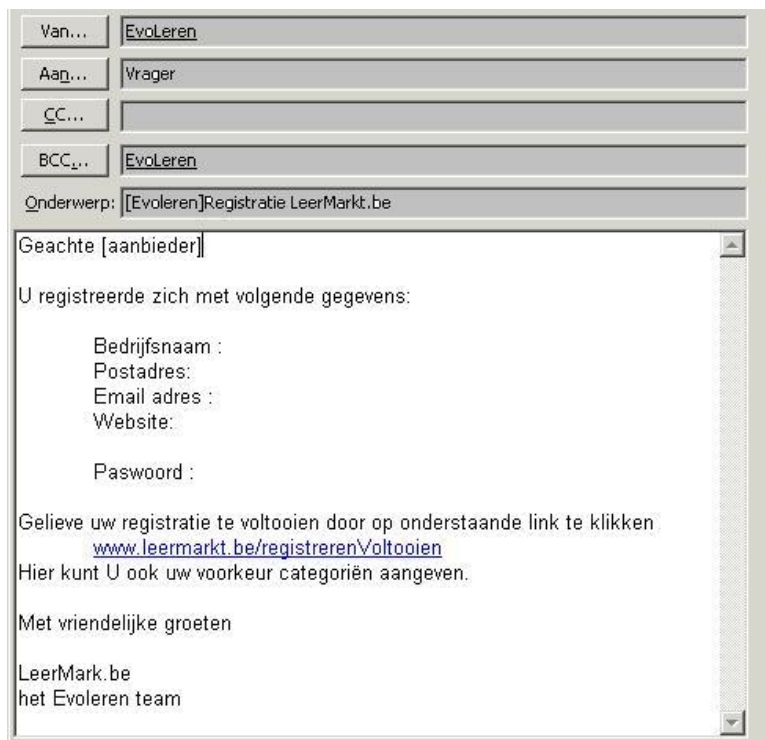 Van... EvoLeren
Aan... Vrager
CC...
BCC... EvoLeren
Onderwerp: [Evoleren]Registratie LeerMarkt.be
Geachte [aanbieder]
U registreerde zich met volgende gegevens:
Bedrijfsnaam :
Postadres:
Email adres :
Website:
Paswoord :
Gelieve uw registratie te voltooien door op onderstaande link te klikken
www.leermarkt.be/registrerenVoltooien
Hier kunt U ook uw voorkeur categoriën aangeven.
Met vriendelijke groeten
LeerMark.be
het Evoleren team